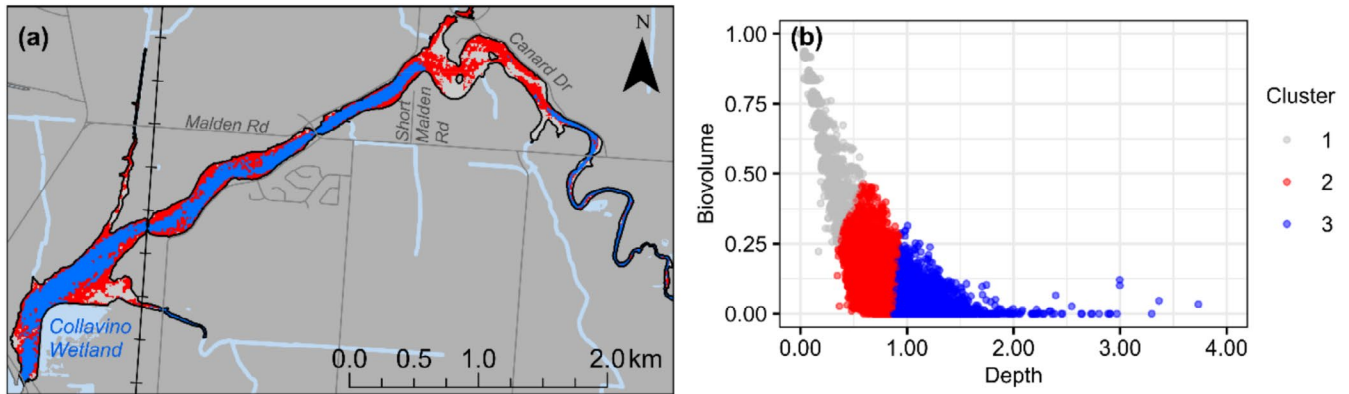 (a)
N
Canard Dr
Malden Rd
Short
Malden
Rd
Collavino
Wetland
0.0 0.5 1.0 2.0 km
(b)
1.00
0.75
0.50
0.25
0.00
Biovolume
0.00 1.00 2.00 3.00 4.00
Depth
Cluster
1
2
3